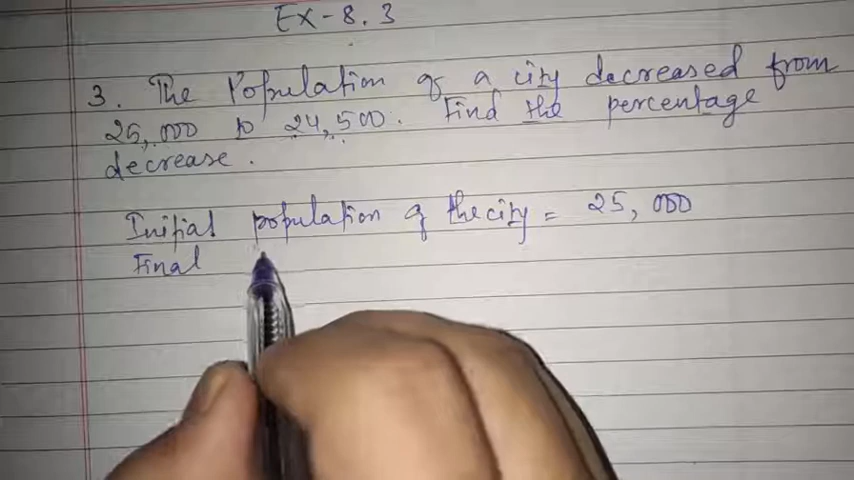 EX-8.3
3. The Population of a city decreased from
25,000 to 24,500. Find the percentage
decrease.
Initial population of the city = 25,000
Final